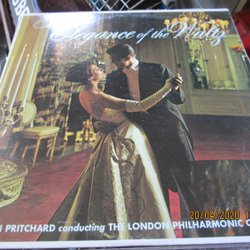 Elegance of the Waltz
PRITCHARD conducting THE LONDON PHILHARMONIC
20/09/2020